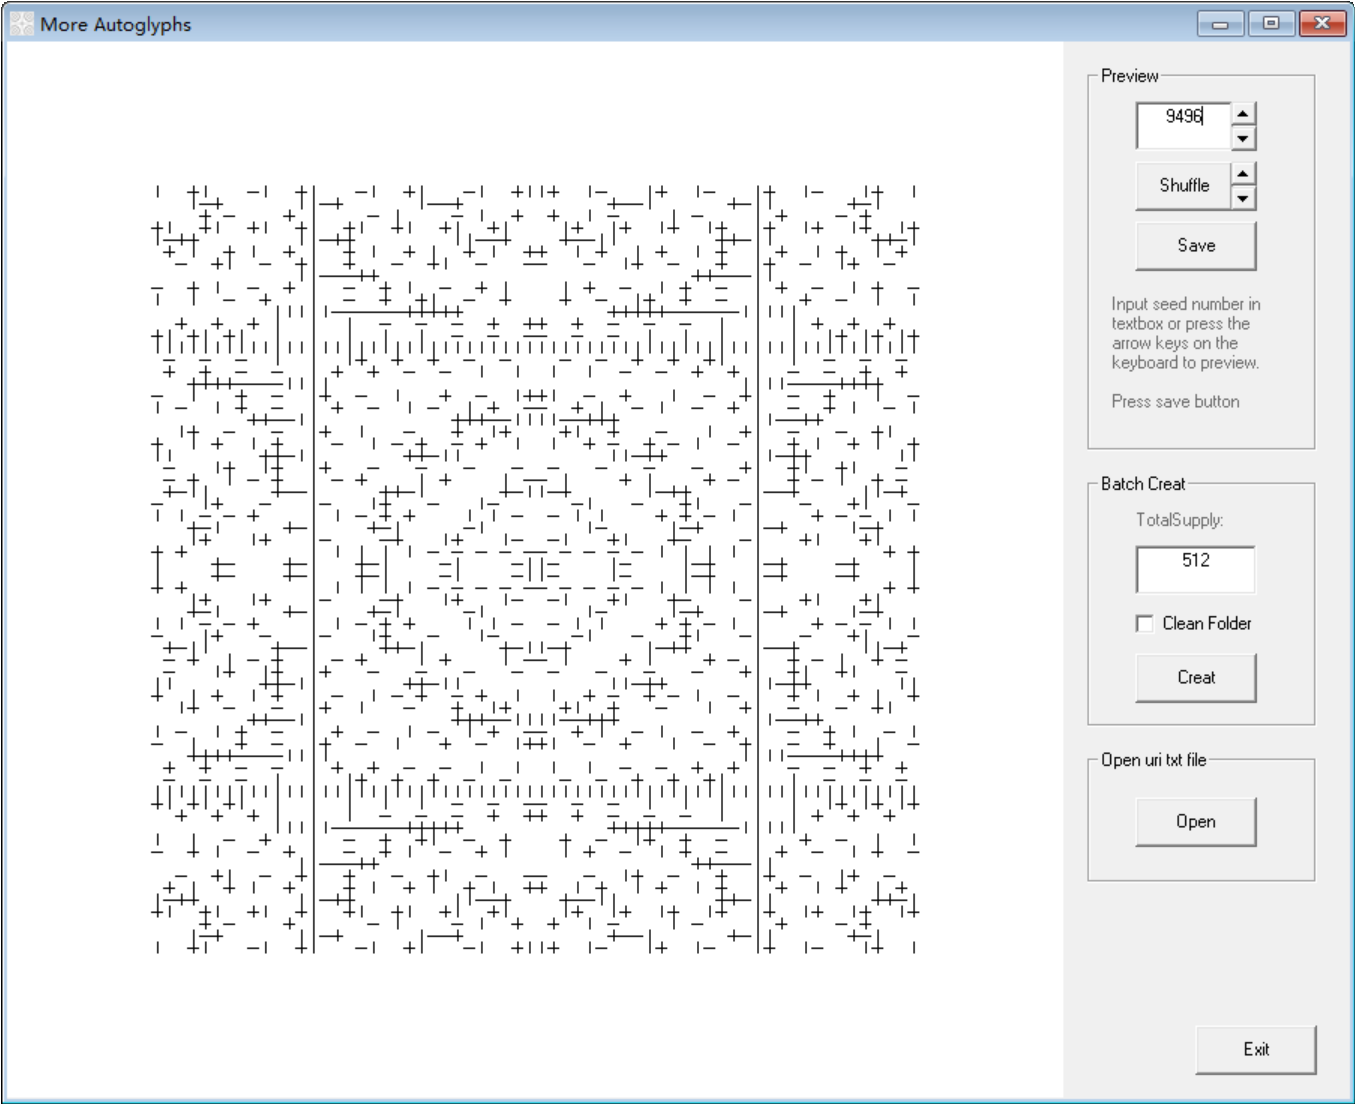 More Autoglyphs
Preview
9496
Shuffle
Save
Input seed number in
textbox or press the
arrow keys on the
keyboard to preview.
Press save button
Batch Creat
TotalSupply:
512
Clean Folder
Creat
Open uri txt file
Open
Exit